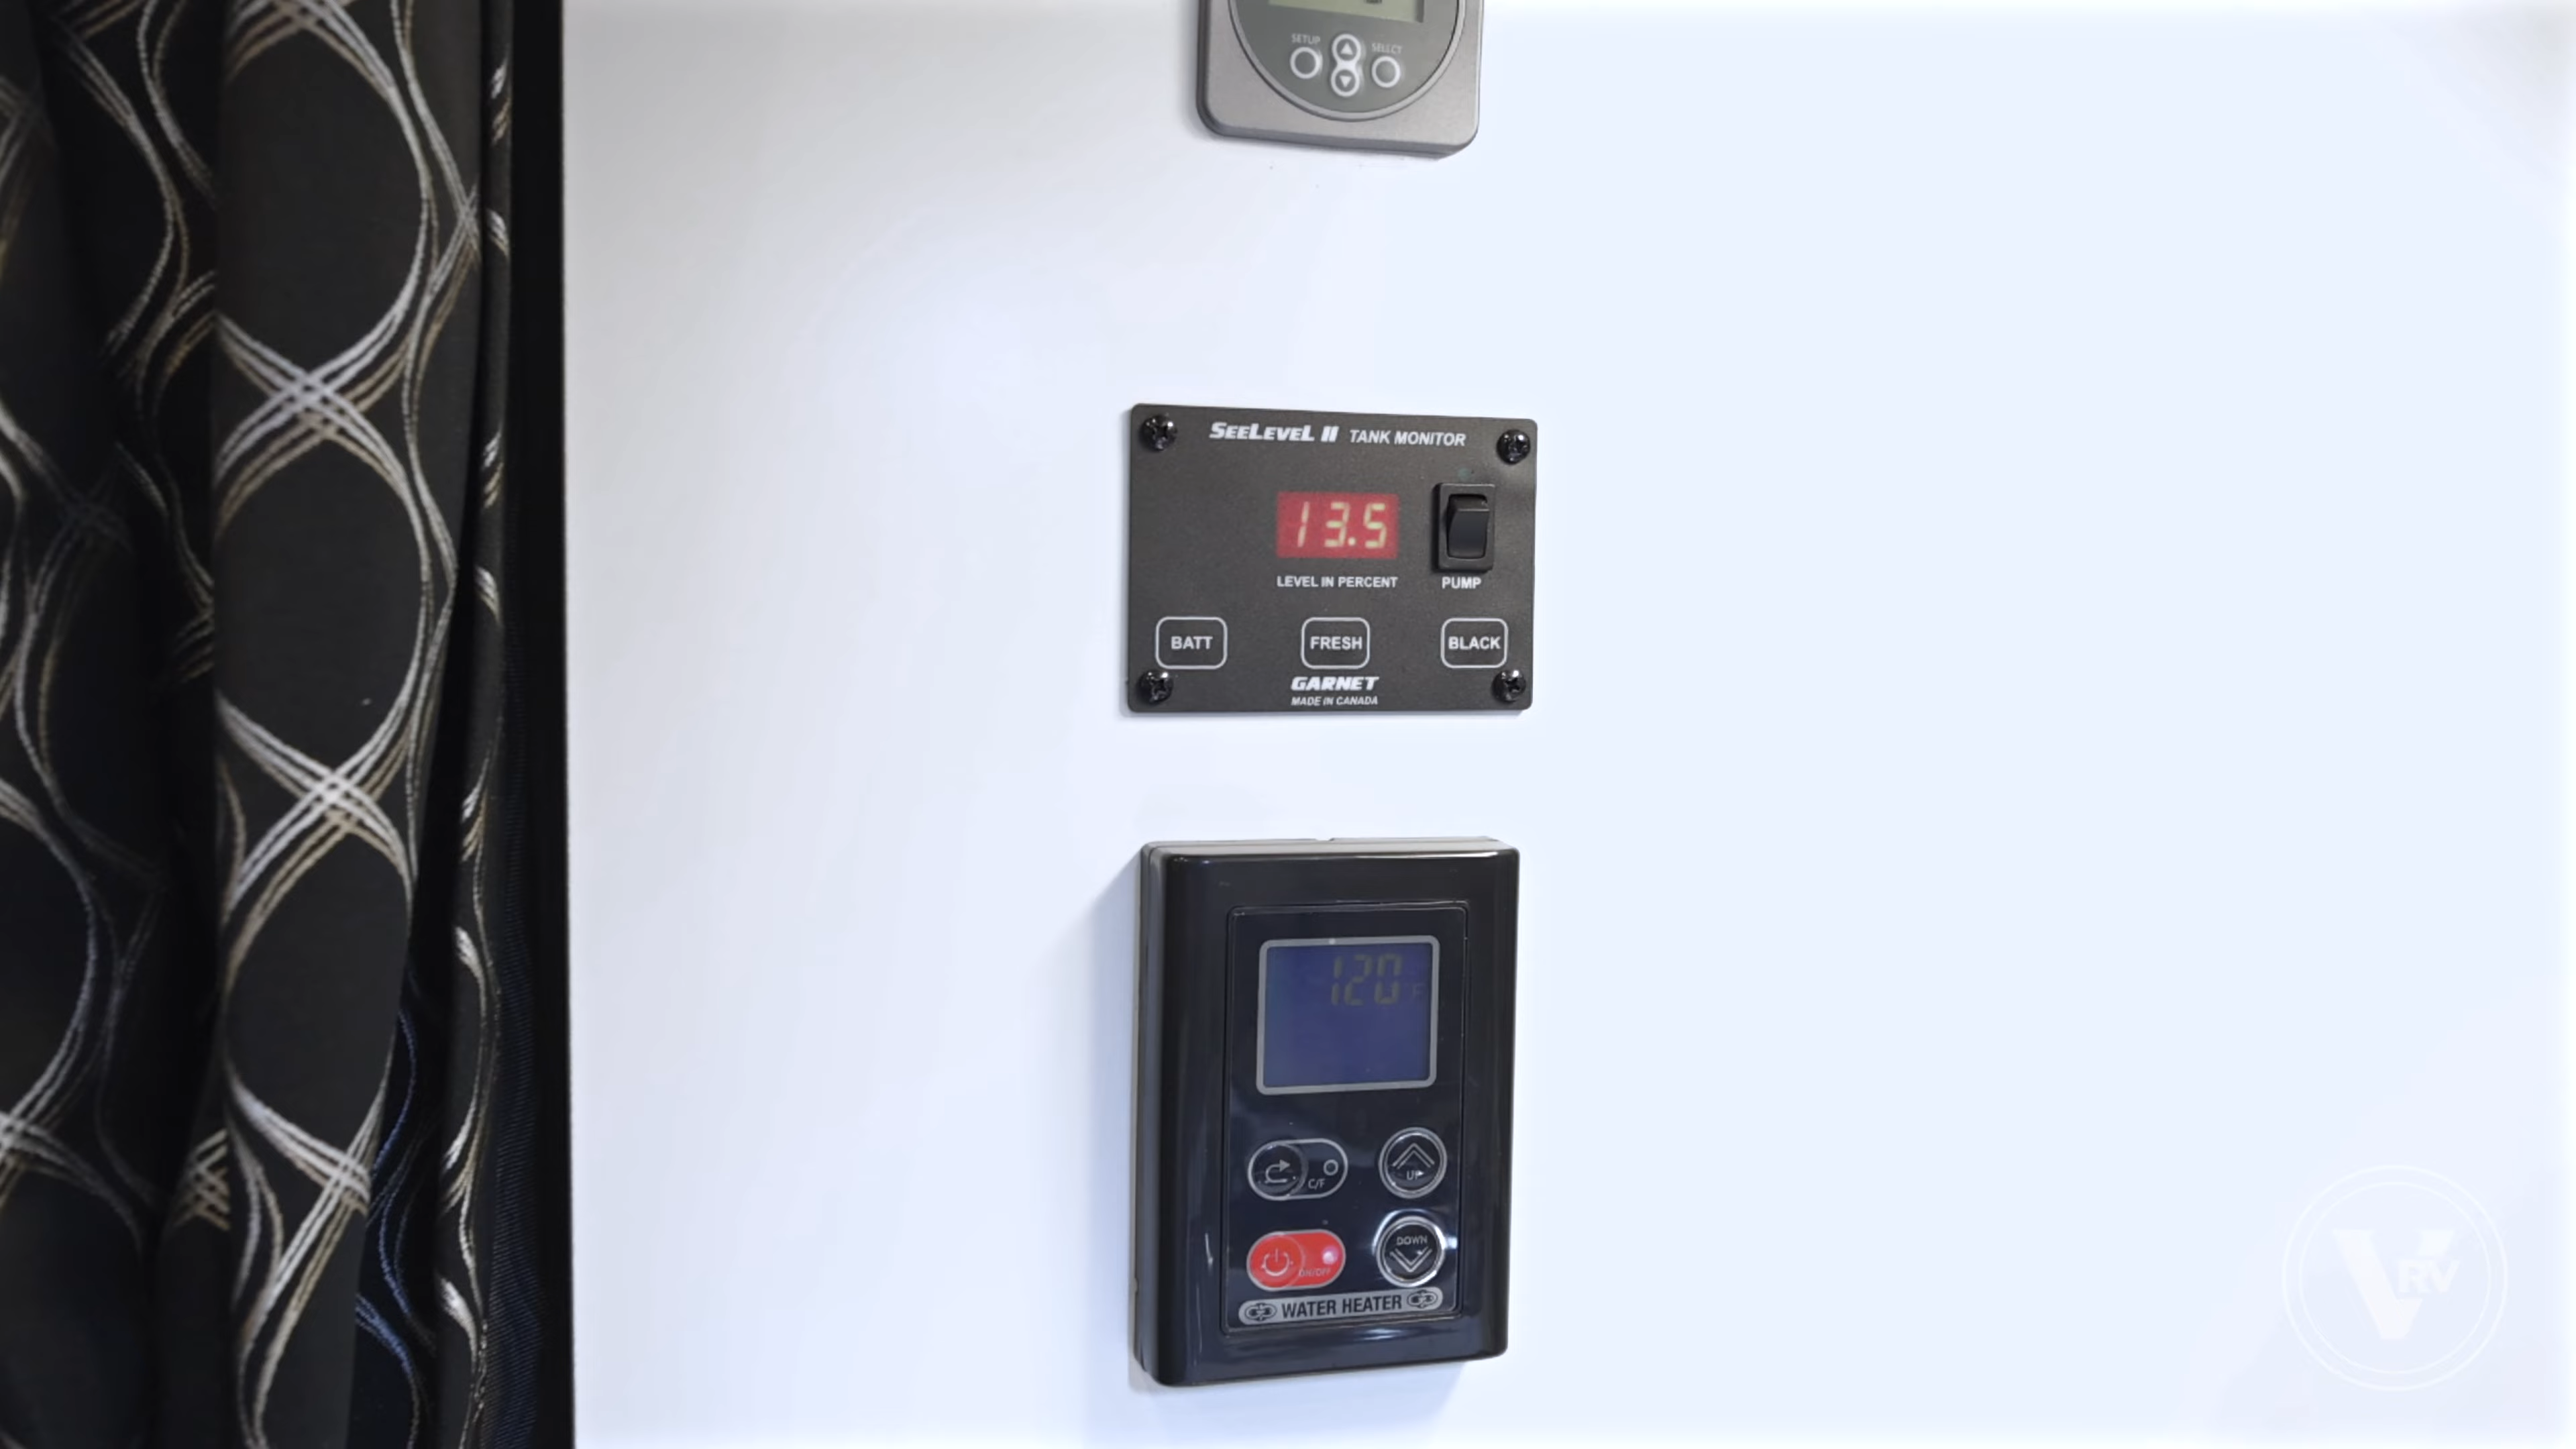 SETUP
SELECT
SEELEVEL II TANK MONITOR
13.5
LEVEL IN PERCENT
PUMP
BATT
FRESH
BLACK
GARNET
MADE IN CANADA
120 F
C/F
UP
ON/OFF
DOWN
WATER HEATER
VRV